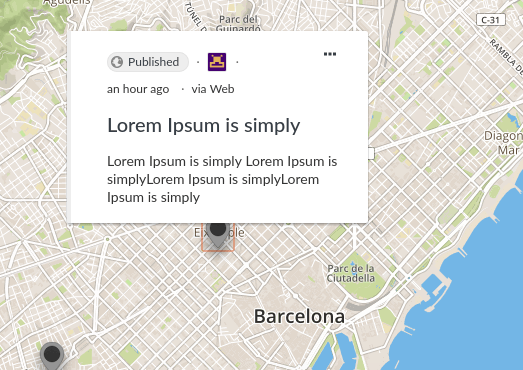 Agudells
TÚNEL D
Parc del
Guinardó
C-31
RAMBLA DE
Published · ·
an hour ago · via Web
Lorem Ipsum is simply
Lorem Ipsum is simply Lorem Ipsum is
simplyLorem Ipsum is simplyLorem
Ipsum is simply
Diagon
Mar
Parc de la
Ciutadella
Barcelona